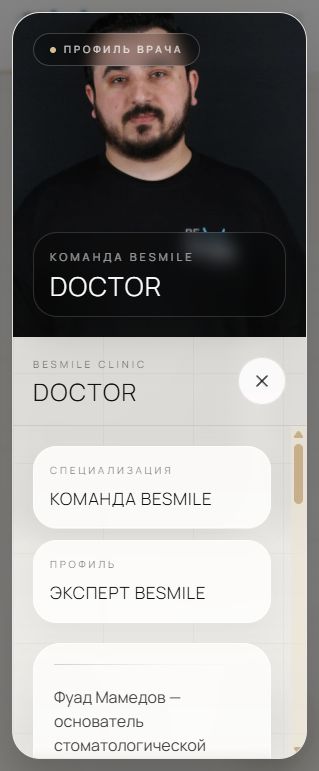 ПРОФИЛЬ ВРАЧА
КОМАНДА BESMILE
DOCTOR
BESMILE CLINIC
DOCTOR
СПЕЦИАЛИЗАЦИЯ
КОМАНДА BESMILE
ПРОФИЛЬ
ЭКСПЕРТ BESMILE
Фуад Мамедов —
основатель
стоматологической